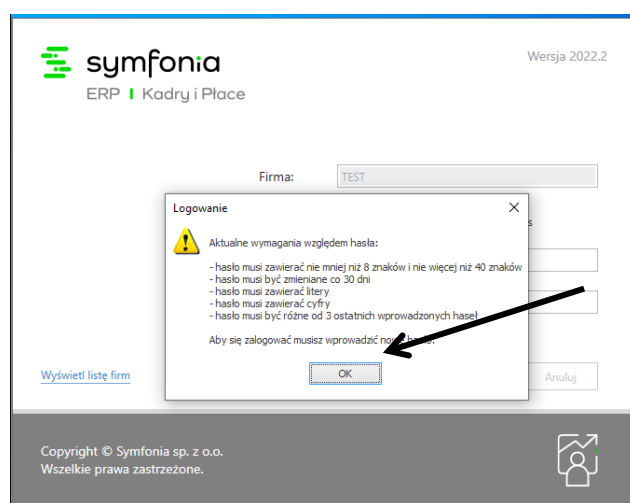 symfonia
Wersja 2022.2
ERP | Kadry i Płace
Firma:
TEST
Logowanie
s
Aktualne wymagania względem hasła:
- hasło musi zawierać nie mniej niż 8 znaków i nie więcej niż 40 znaków
- hasło musi być zmieniane co 30 dni
- hasło musi zawierać litery
- hasło musi zawierać cyfry
- hasło musi być różne od 3 ostatnich wprowadzonych haseł
Aby się zalogować musisz wprowadzić nowe hasło.
OK
Wyświetl listę firm
Anuluj
Copyright © Symfonia sp. z o.o.
Wszelkie prawa zastrzeżone.